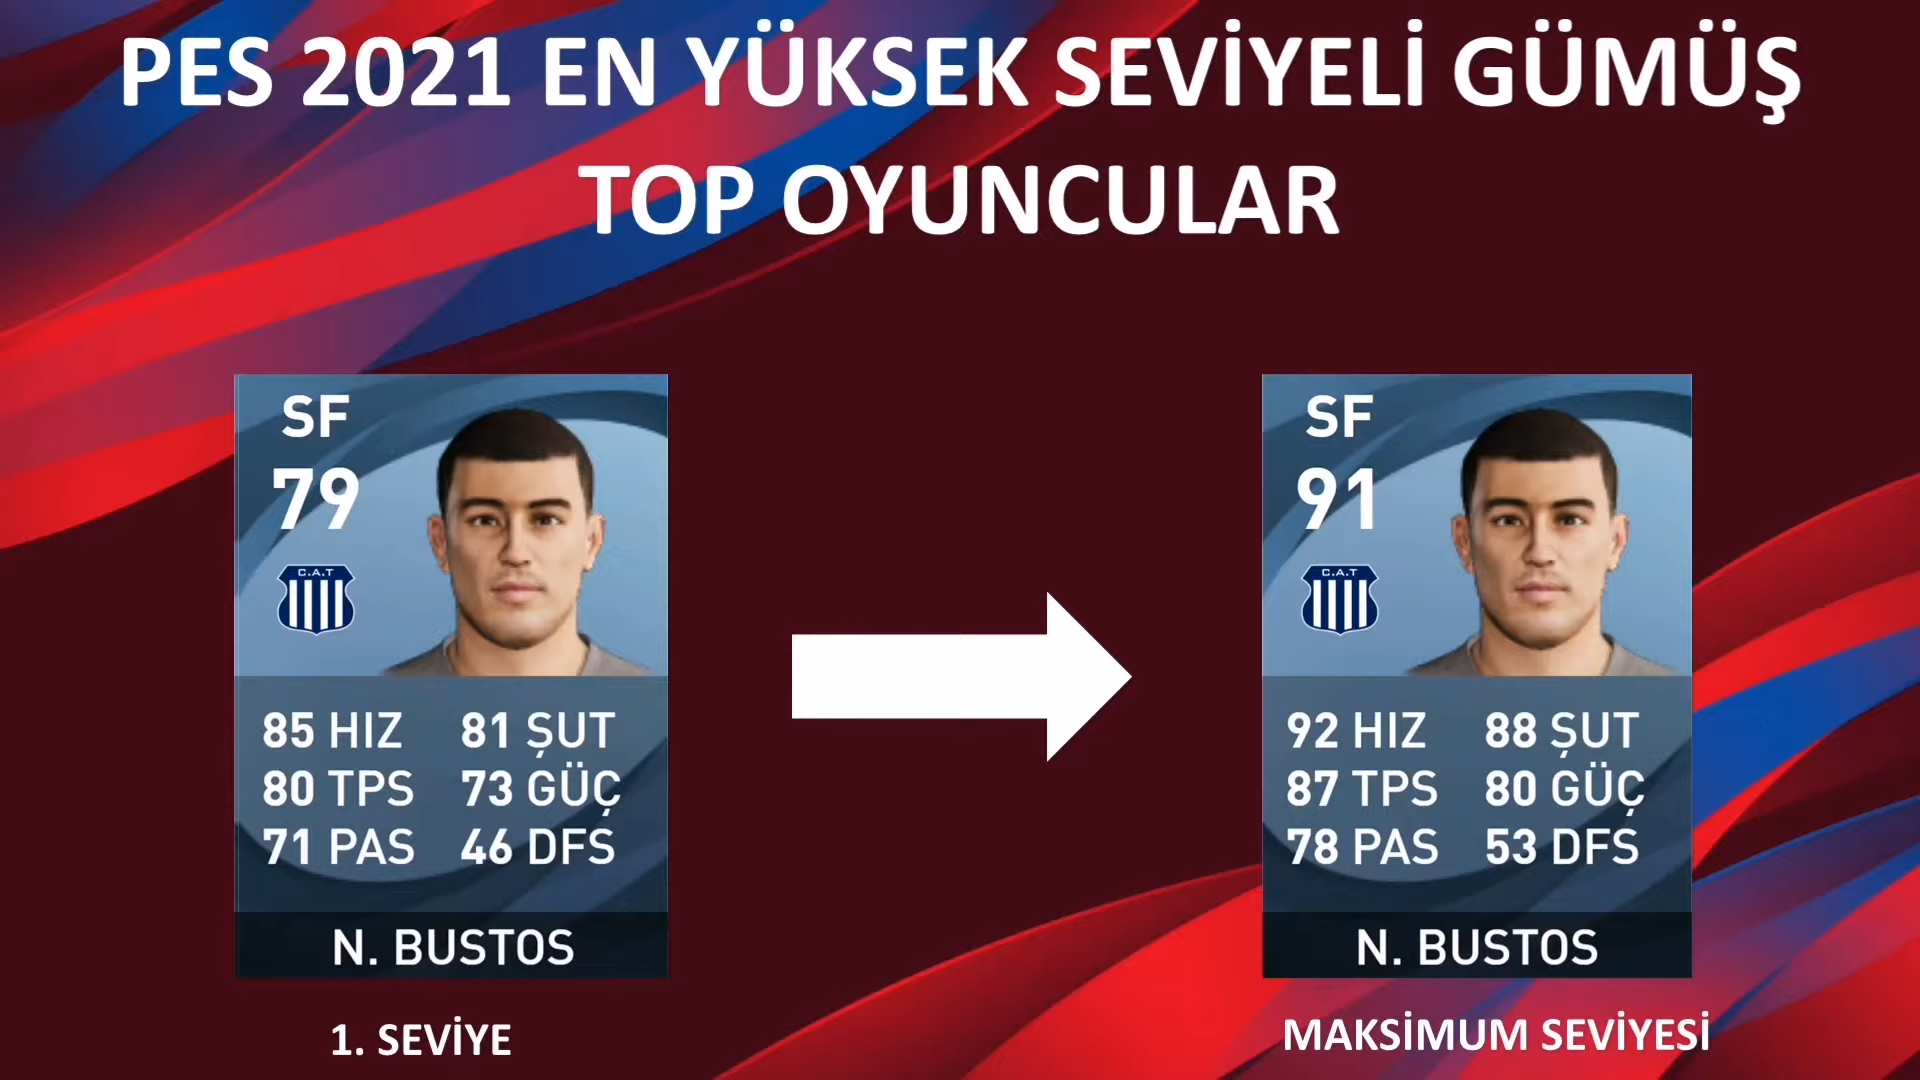 PES 2021 EN YÜKSEK SEVİYELİ GÜMÜŞ
TOP OYUNCULAR
SF
79
C.A.T
85 HIZ 81 ŞUT
80 TPS 73 GÜÇ
71 PAS 46 DFS
N. BUSTOS
1. SEVİYE
SF
91
C.A.T
92 HIZ 88 ŞUT
87 TPS 80 GÜÇ
78 PAS 53 DFS
N. BUSTOS
MAKSİMUM SEVİYESİ